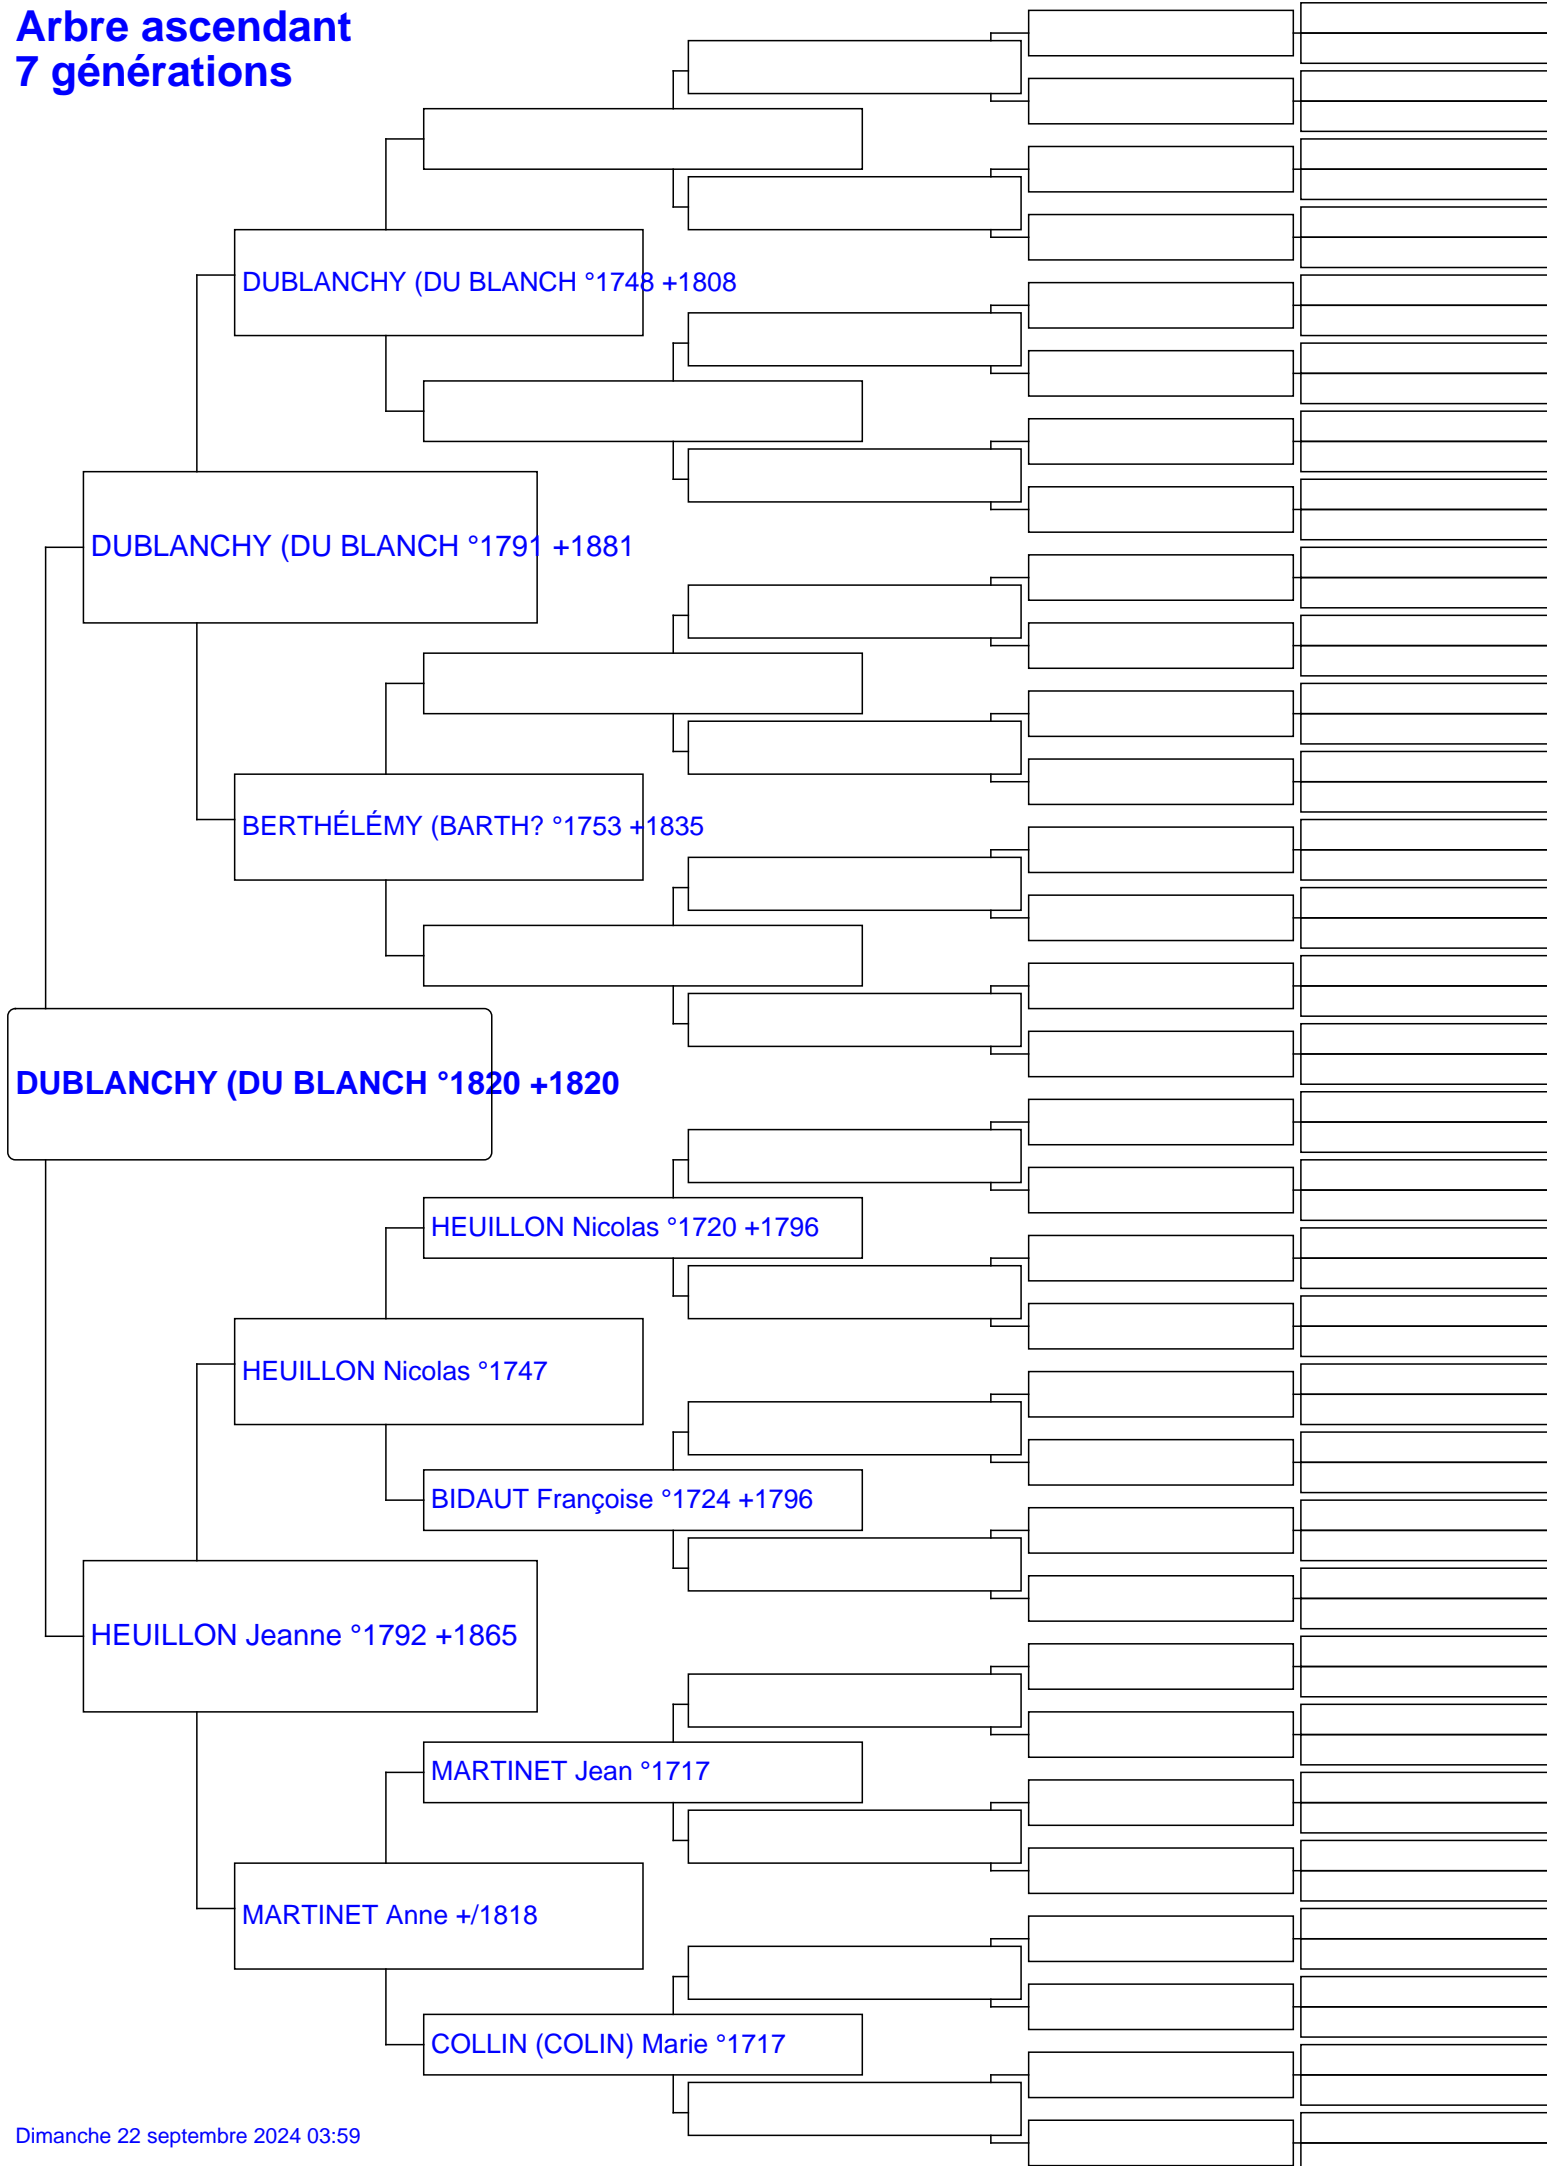 Arbre ascendant
7 générations
DUBLANCHY (DU BLANCH °1748 +1808
DUBLANCHY (DU BLANCH °1791 +1881
BERTHÉLÉMY (BARTH? °1753 +1835
DUBLANCHY (DU BLANCH °1820 +1820
HEUILLON Nicolas °1720 +1796
HEUILLON Nicolas °1747
BIDAUT Françoise °1724 +1796
HEUILLON Jeanne °1792 +1865
MARTINET Jean °1717
MARTINET Anne +/1818
COLLIN (COLIN) Marie °1717
Dimanche 22 septembre 2024 03:59